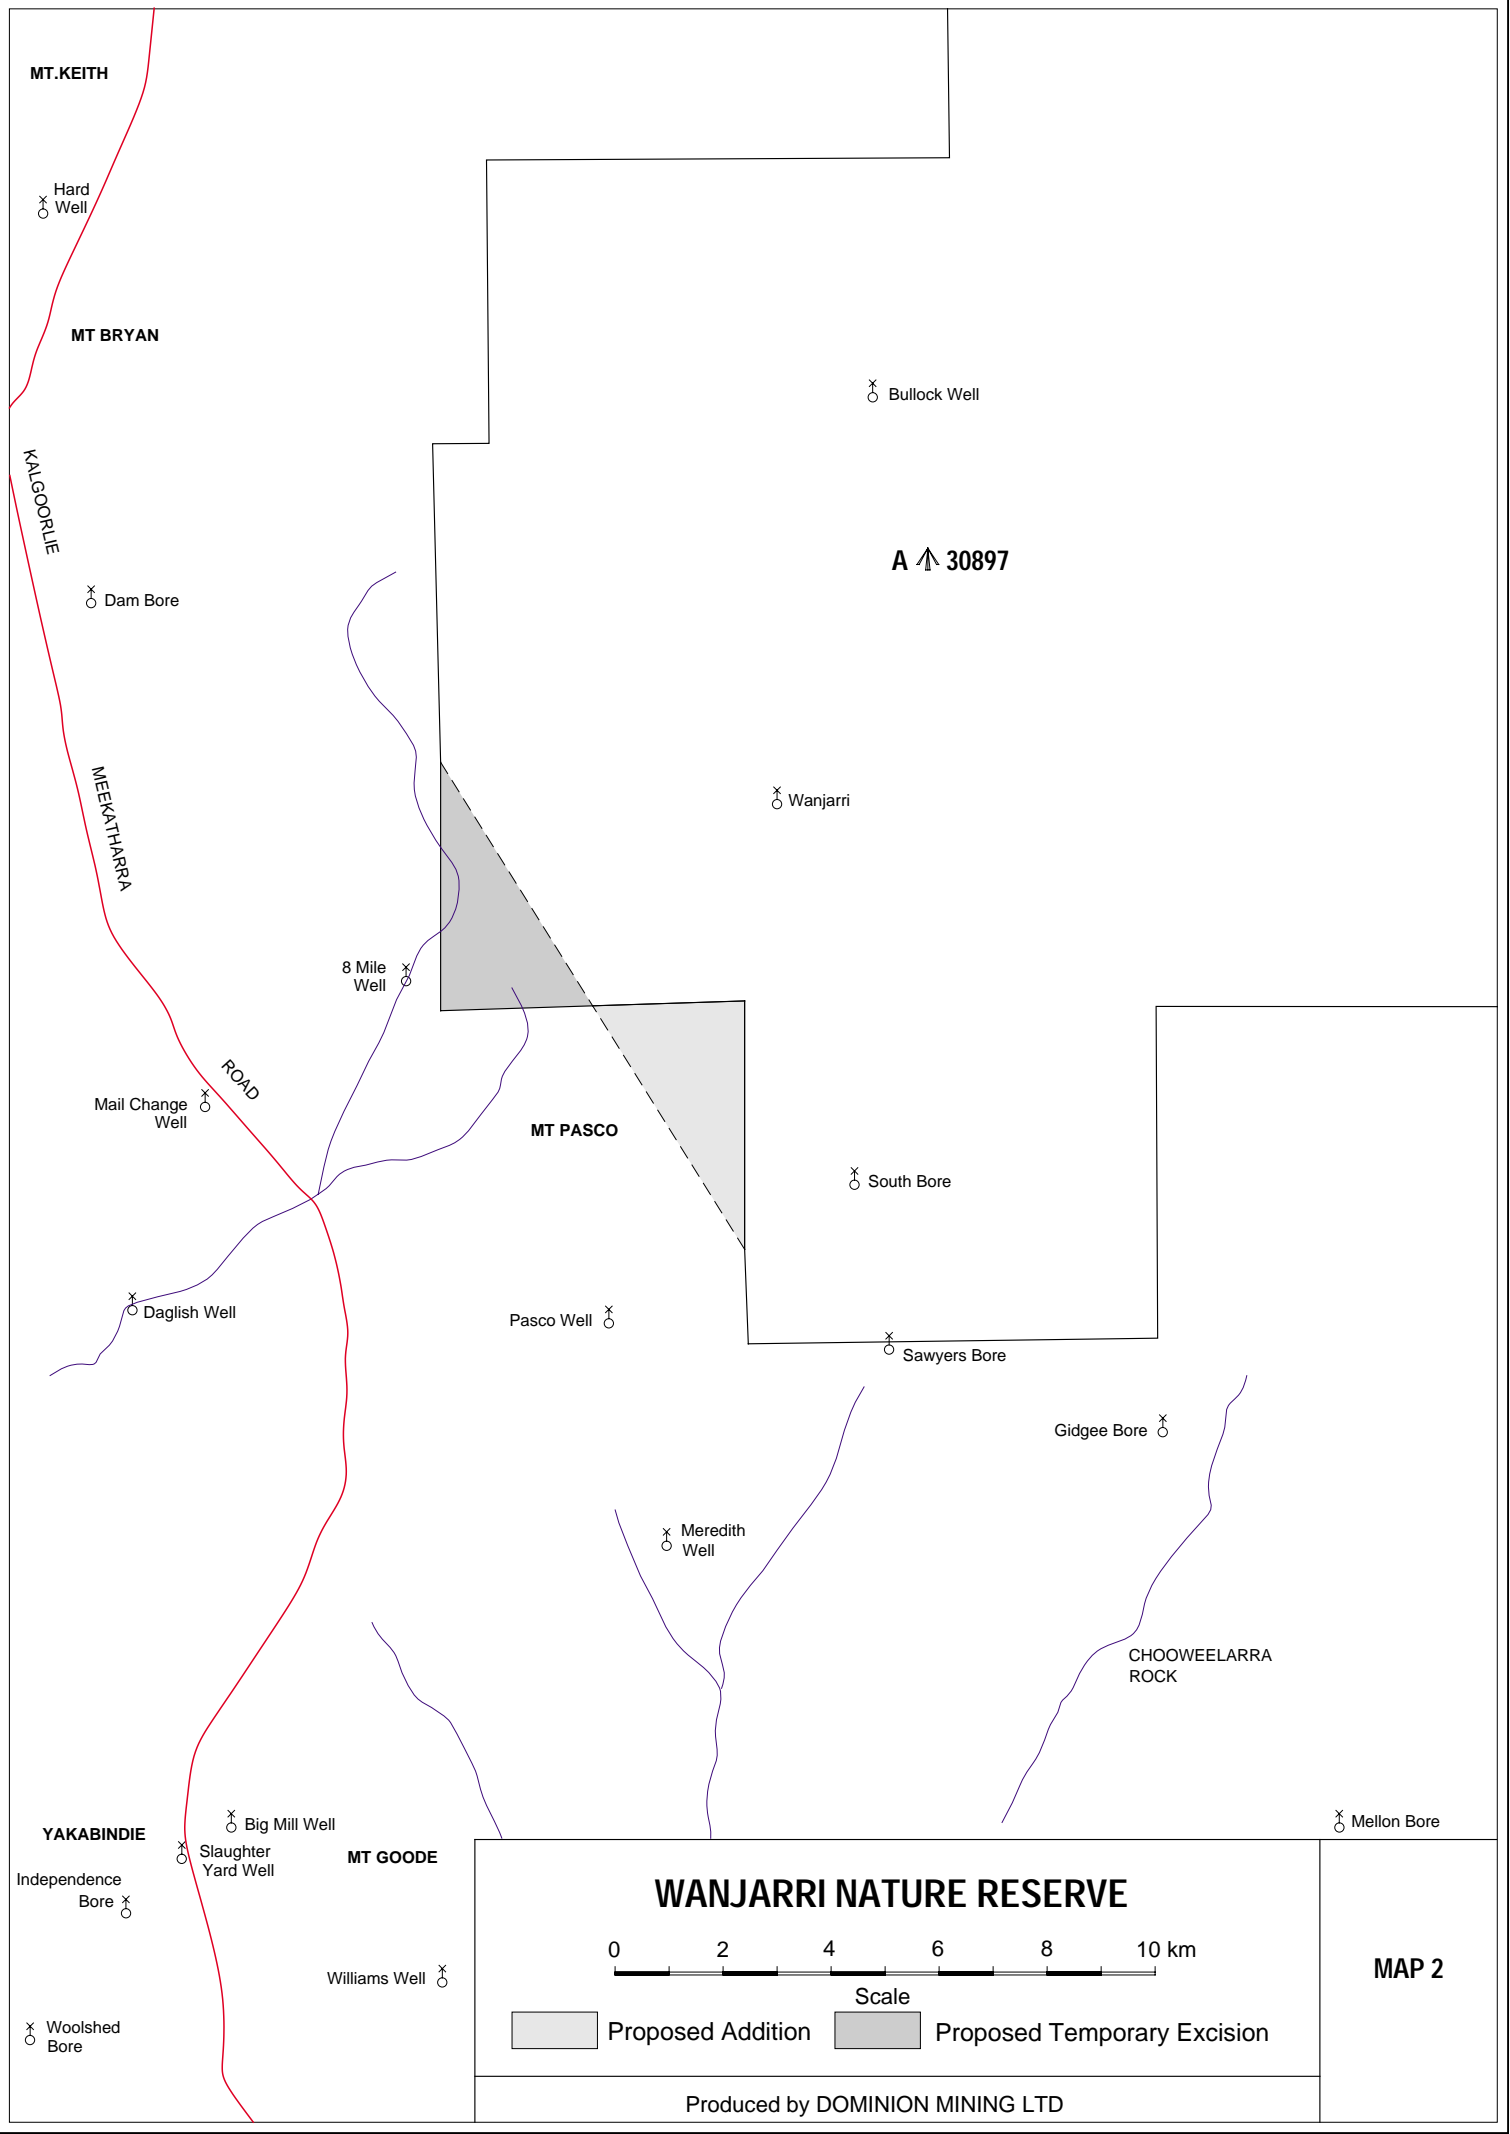 MT.KEITH
Hard
Well
MT BRYAN
Bullock Well
KALGOORLIE
A 30897
Dam Bore
MEEKATHARRA
Wanjarri
8 Mile
Well
ROAD
Mail Change
Well
MT PASCO
South Bore
Daglish Well
Pasco Well
Sawyers Bore
Gidgee Bore
Meredith
Well
CHOOWEELARRA
ROCK
Big Mill Well
Mellon Bore
YAKABINDIE
Slaughter
Yard Well
MT GOODE
Independence
Bore
Williams Well
Woolshed
Bore
WANJARRI NATURE RESERVE
0 2 4 6 8 10 km
Scale
Proposed Addition
Proposed Temporary Excision
MAP 2
Produced by DOMINION MINING LTD